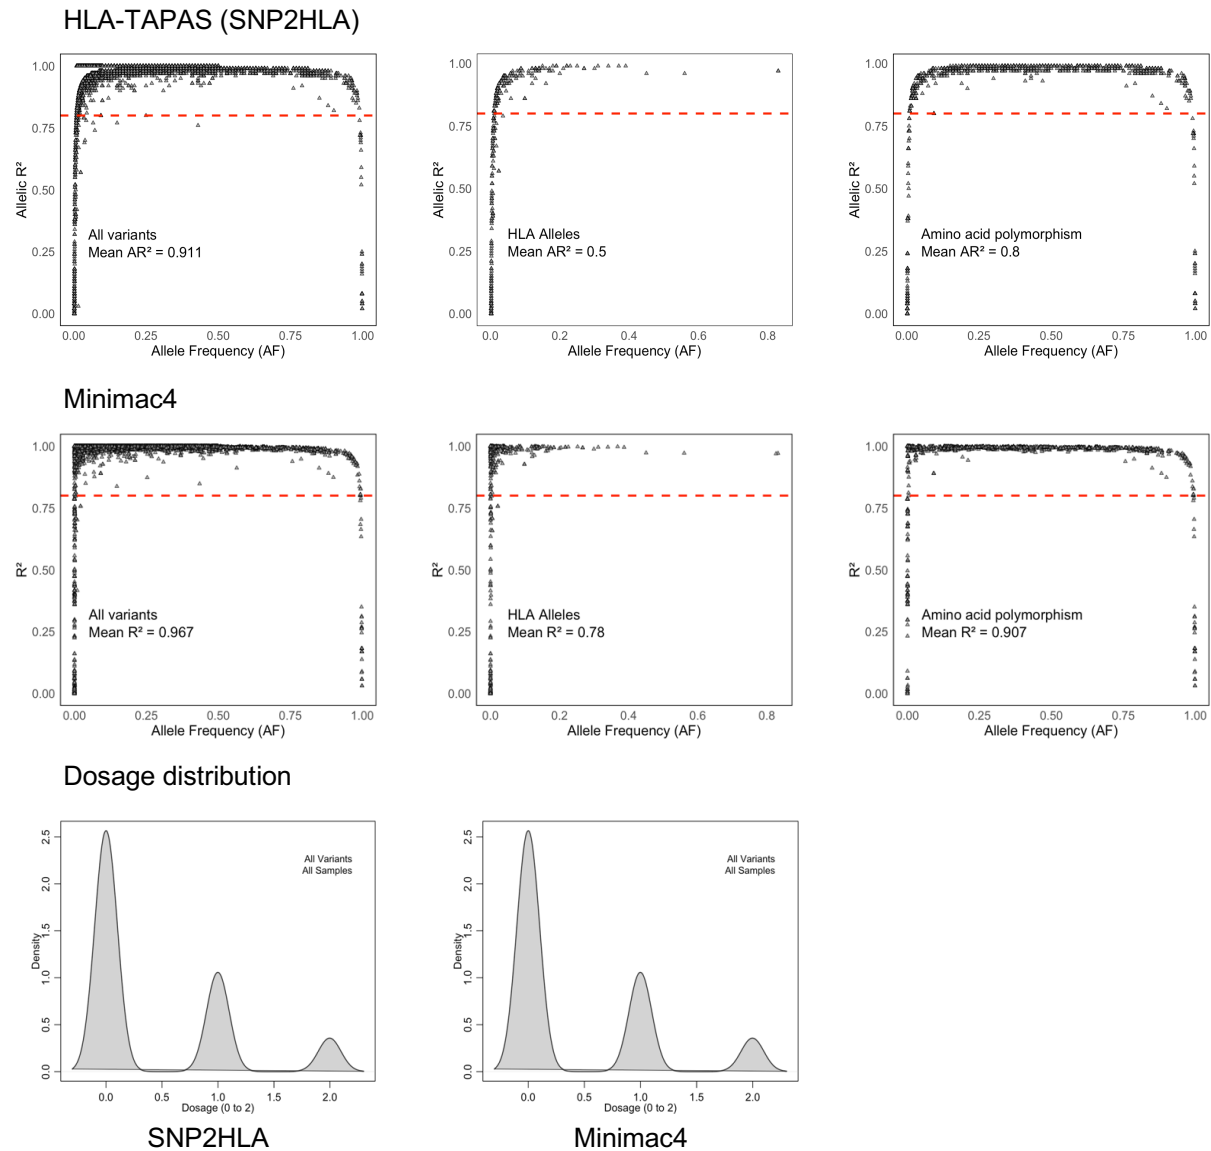 HLA-TAPAS (SNP2HLA)
1.00
0.75
0.50
0.25
0.00
Allelic R²
All variants
Mean AR² = 0.911
0.00 0.25 0.50 0.75 1.00
Allele Frequency (AF)
1.00
0.75
0.50
0.25
0.00
Allelic R²
HLA Alleles
Mean AR² = 0.5
0.0 0.2 0.4 0.6 0.8
Allele Frequency (AF)
1.00
0.75
0.50
0.25
0.00
Allelic R²
Amino acid polymorphism
Mean AR² = 0.8
0.00 0.25 0.50 0.75 1.00
Allele Frequency (AF)
Minimac4
1.00
0.75
0.50
0.25
0.00
R²
All variants
Mean R² = 0.967
0.00 0.25 0.50 0.75 1.00
Allele Frequency (AF)
1.00
0.75
0.50
0.25
0.00
R²
HLA Alleles
Mean R² = 0.78
0.0 0.2 0.4 0.6 0.8
Allele Frequency (AF)
1.00
0.75
0.50
0.25
0.00
R²
Amino acid polymorphism
Mean R² = 0.907
0.00 0.25 0.50 0.75 1.00
Allele Frequency (AF)
Dosage distribution
2.5
2.0
1.5
1.0
0.5
0.0
Density
All Variants
All Samples
0.0 0.5 1.0 1.5 2.0
Dosage (0 to 2)
SNP2HLA
2.5
2.0
1.5
1.0
0.5
0.0
Density
All Variants
All Samples
0.0 0.5 1.0 1.5 2.0
Dosage (0 to 2)
Minimac4